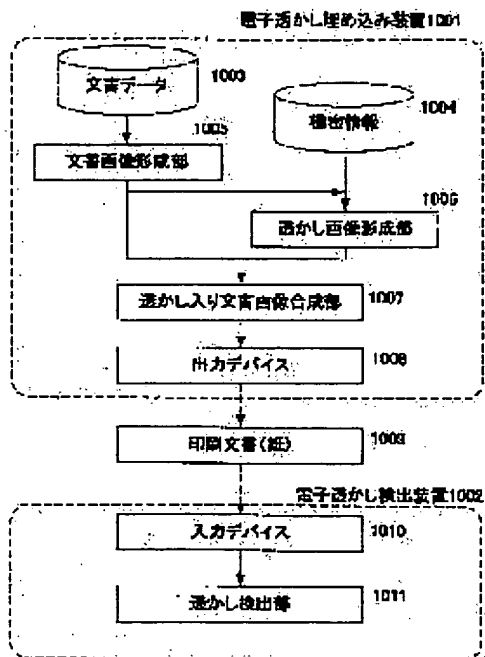 電子透かし埋め込み装置1001
1003
文書データ
1004
機密情報
1005
文書画像形成部
1006
透かし画像形成部
透かし入り文書画像合成部
1007
出力デバイス
1008
印刷文書(紙)
1009
電子透かし検出装置1002
入力デバイス
1010
透かし検出部
1011